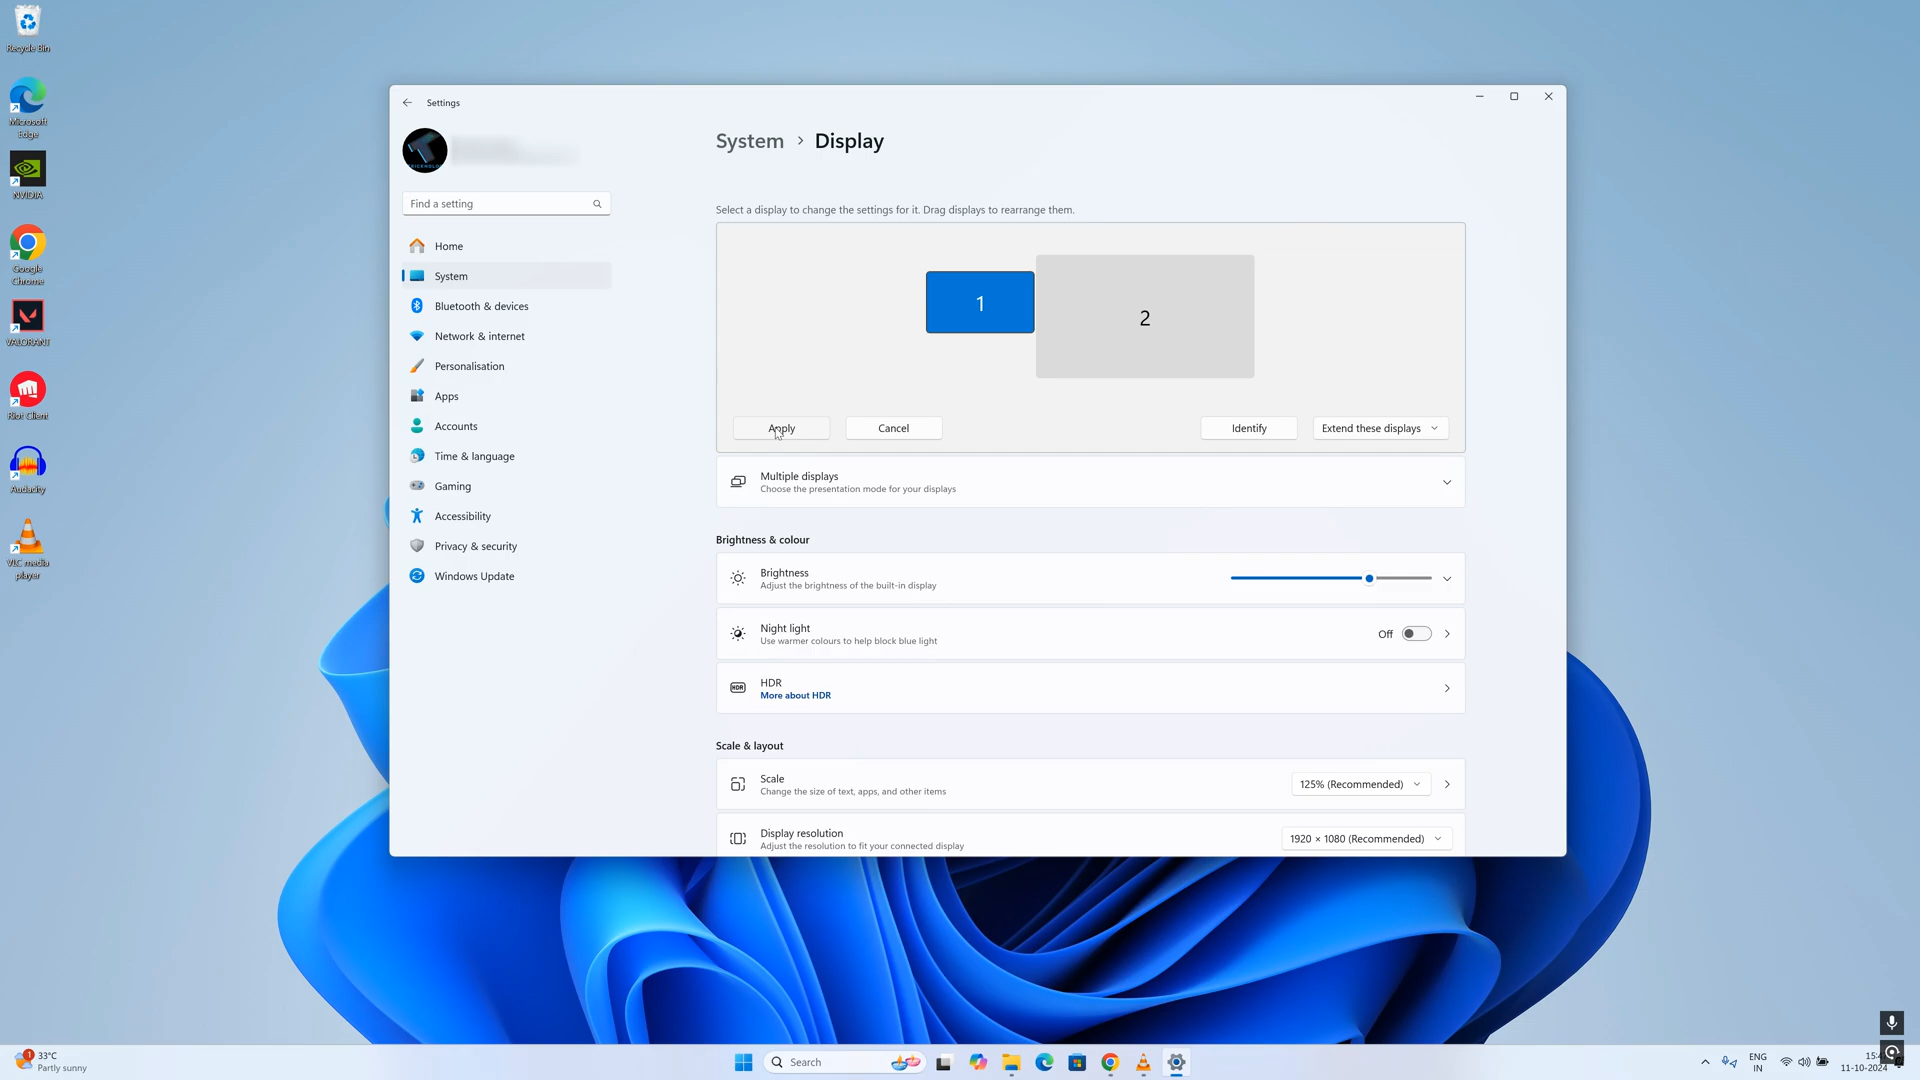 Recycle Bin
Microsoft
Edge
NVIDIA
Google
Chrome
VALORANT
Riot Client
Audacity
VLC media
player
Settings
Find a setting
Home
System
Bluetooth & devices
Network & internet
Personalisation
Apps
Accounts
Time & language
Gaming
Accessibility
Privacy & security
Windows Update
System > Display
Select a display to change the settings for it. Drag displays to rearrange them.
1
2
Apply
Cancel
Identify
Extend these displays
Multiple displays
Choose the presentation mode for your displays
Brightness & colour
Brightness
Adjust the brightness of the built-in display
Night light
Use warmer colours to help block blue light
Off
HDR
HDR
More about HDR
Scale & layout
Scale
Change the size of text, apps, and other items
125% (Recommended)
Display resolution
Adjust the resolution to fit your connected display
1920 × 1080 (Recommended)
1
33°C
Partly sunny
Search
ENG
IN
11-10-2024